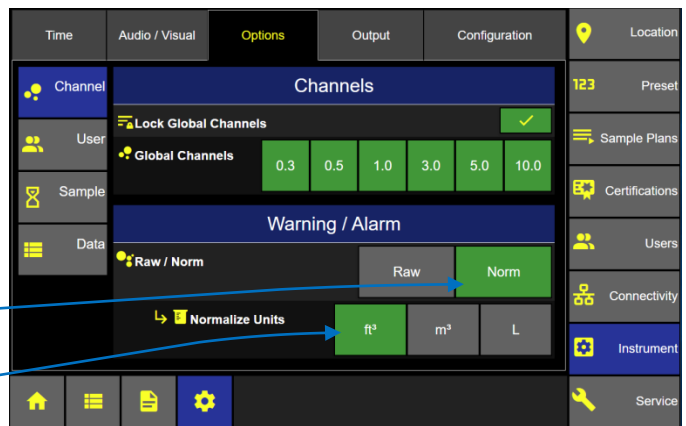 Time
Audio / Visual
Options
Output
Configuration
Location
Channel
Channels
123
Preset
Lock Global Channels
User
Sample Plans
Global Channels
0.3
0.5
1.0
3.0
5.0
10.0
Sample
Certifications
Warning / Alarm
Data
Users
Raw / Norm
Raw
Norm
Connectivity
Normalize Units
ft³
m³
L
Instrument
Service